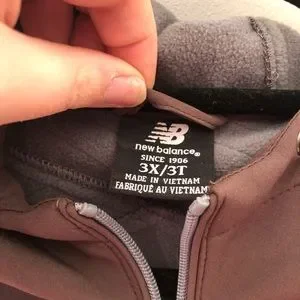 NB
new balance®
SINCE 1906
3X/3T
MADE IN VIETNAM
FABRIQUÉ AU VIETNAM